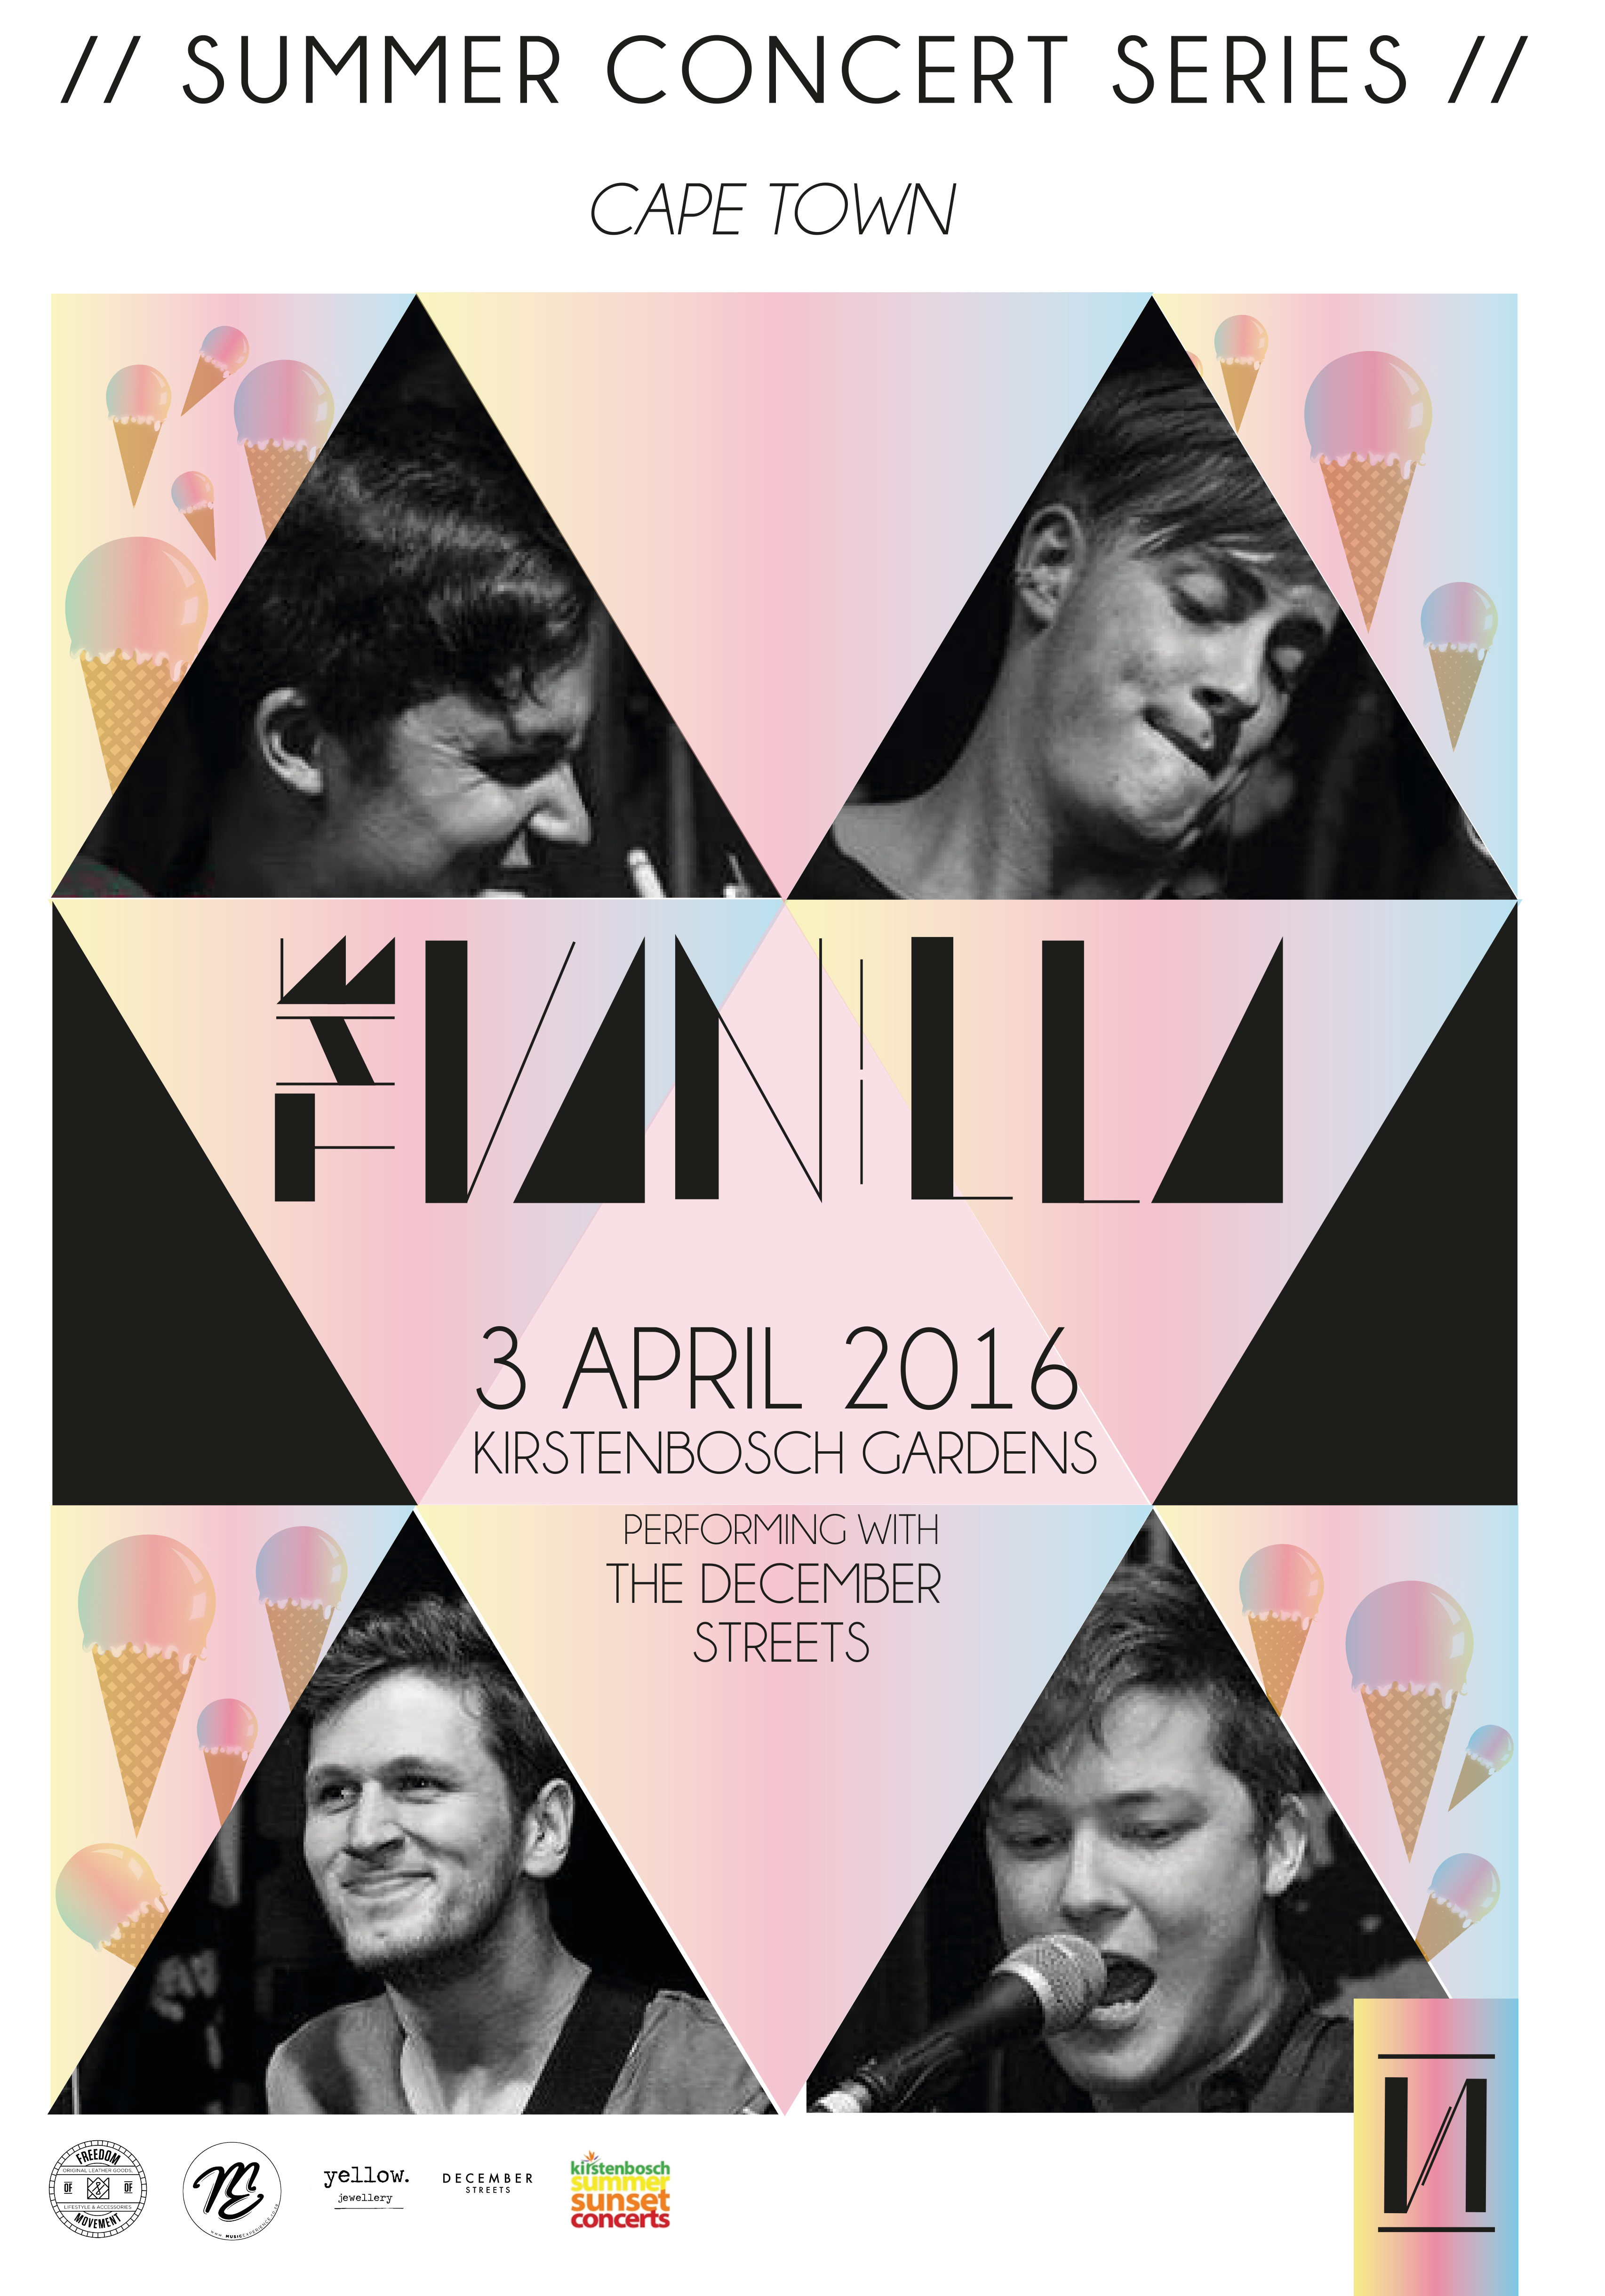 // SUMMER CONCERT SERIES //
CAPE TOWN
THE VANILLA
3 APRIL 2016
KIRSTENBOSCH GARDENS
PERFORMING WITH
THE DECEMBER
STREETS
FREEDOM
ORIGINAL LEATHER GOODS
OF OF
LIFESTYLE & ACCESSORIES
MOVEMENT
ME
yellow.
jewellery
DECEMBER
STREETS
kirstenbosch
summer
sunset
concerts